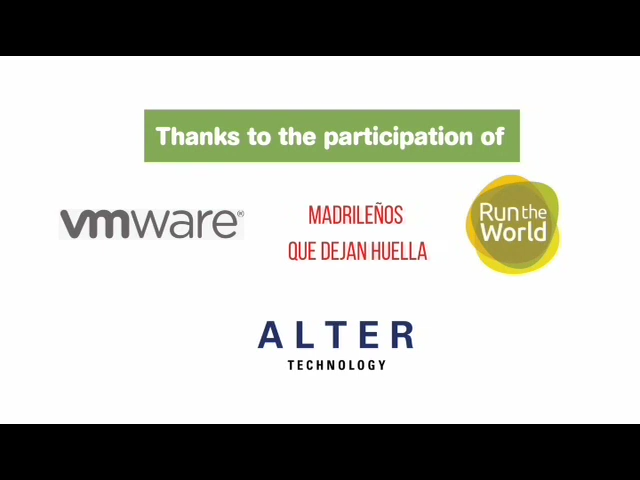 Thanks to the participation of
vmware®
MADRILEÑOS
QUE DEJAN HUELLA
Run the
World
ALTER
TECHNOLOGY